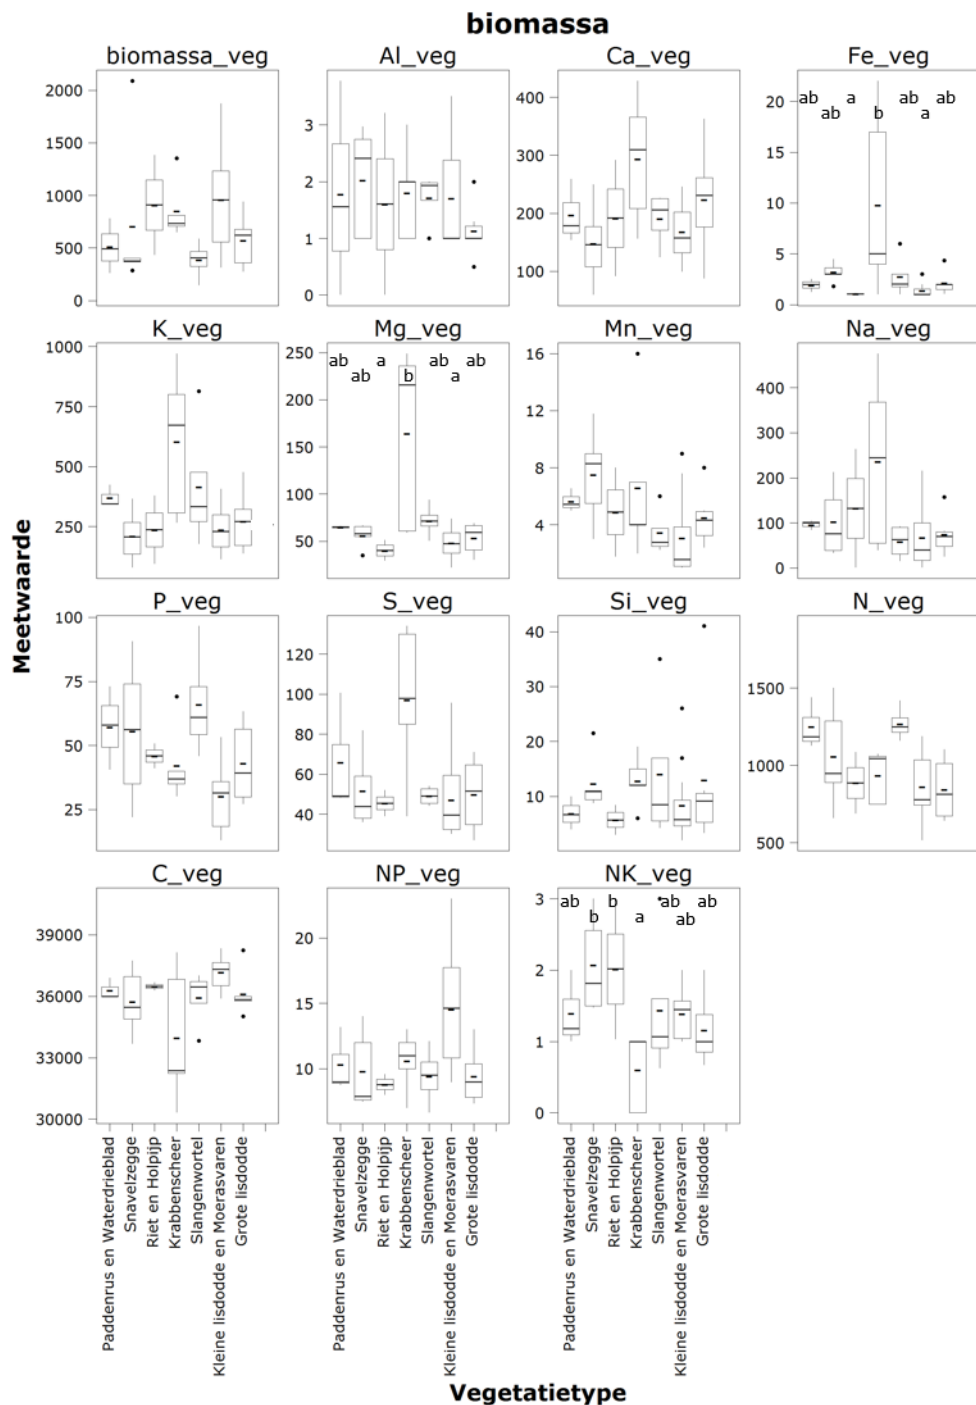 biomassa
biomassa_veg Al_veg Ca_veg Fe_veg
2000
1500
1000
500
0
3
2
1
0
400
300
200
100
20
15
10
5
0
ab ab a b ab a ab
K_veg Mg_veg Mn_veg Na_veg
1000
750
500
250
250
200
150
100
50
ab ab a b ab a ab
16
12
8
4
400
300
200
100
0
P_veg S_veg Si_veg N_veg
100
75
50
25
120
100
80
60
40
40
30
20
10
1500
1000
500
C_veg NP_veg NK_veg
39000
36000
33000
30000
20
15
10
3
2
1
0
ab b b a ab ab ab
Meetwaarde
Paddenrus en Waterdrieblad
Snavelzegge
Riet en Holpijp
Krabbenscheer
Slangenwortel
Kleine lisdodde en Moerasvaren
Grote lisdodde
Paddenrus en Waterdrieblad
Snavelzegge
Riet en Holpijp
Krabbenscheer
Slangenwortel
Kleine lisdodde en Moerasvaren
Grote lisdodde
Paddenrus en Waterdrieblad
Snavelzegge
Riet en Holpijp
Krabbenscheer
Slangenwortel
Kleine lisdodde en Moerasvaren
Grote lisdodde
Vegetatietype